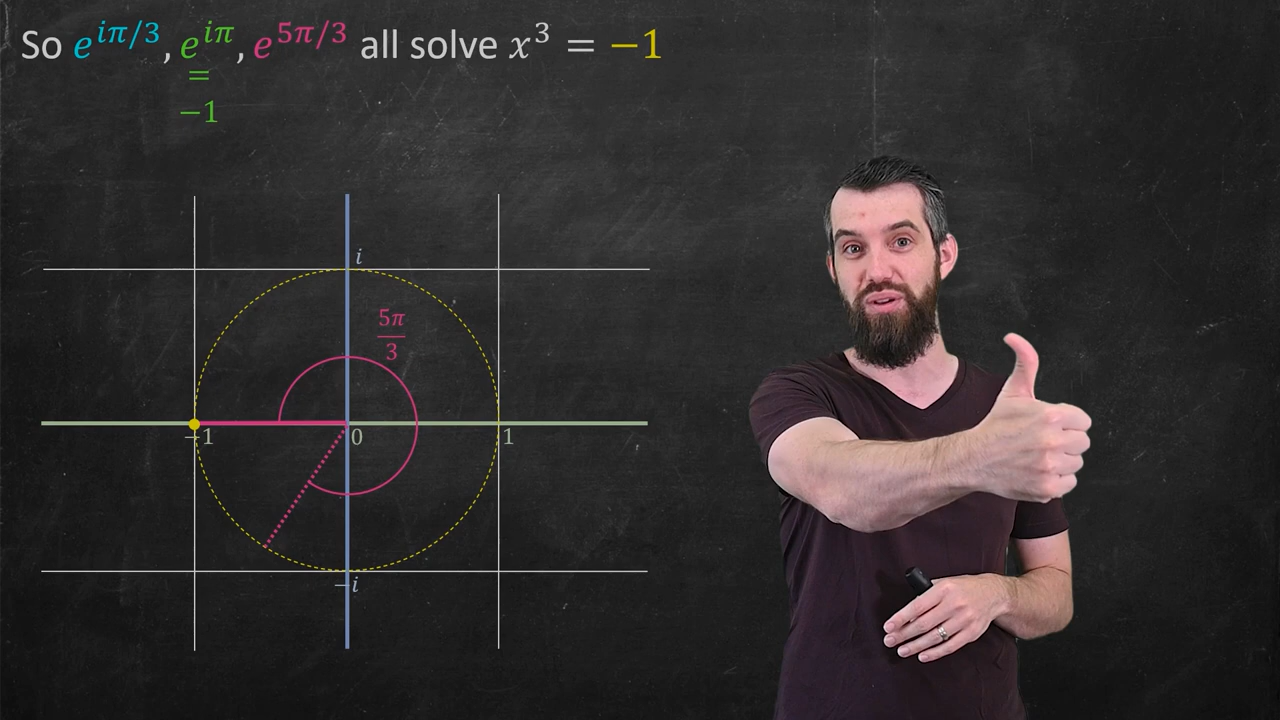 So e^{iπ/3}, e^{iπ}, e^{5π/3} all solve x^3 = −1
=
−1
i
5π
3
−1
0
1
−i